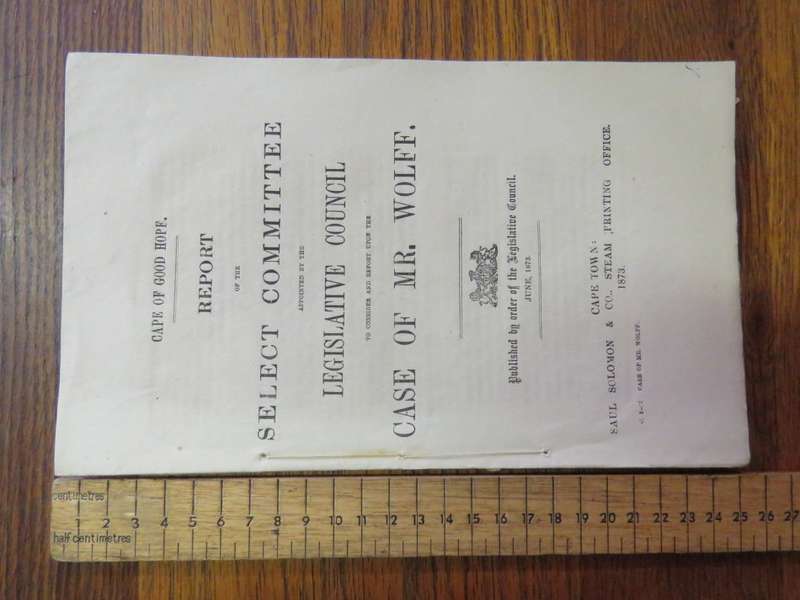 CAPE OF GOOD HOPE.
REPORT
OF THE
SELECT COMMITTEE
APPOINTED BY THE
LEGISLATIVE COUNCIL
TO CONSIDER AND REPORT UPON THE
CASE OF MR. WOLFF.
Published by order of the Legislative Council.
JUNE, 1873.
CAPE TOWN:
SAUL SOLOMON & CO., STEAM PRINTING OFFICE.
1873.
CASE OF MR. WOLFF.
centimetres
1 2 3 4 5 6 7 8 9 10 11 12 13 14 15 16 17 18 19 20 21 22 23 24 25 26 27
half centimetres